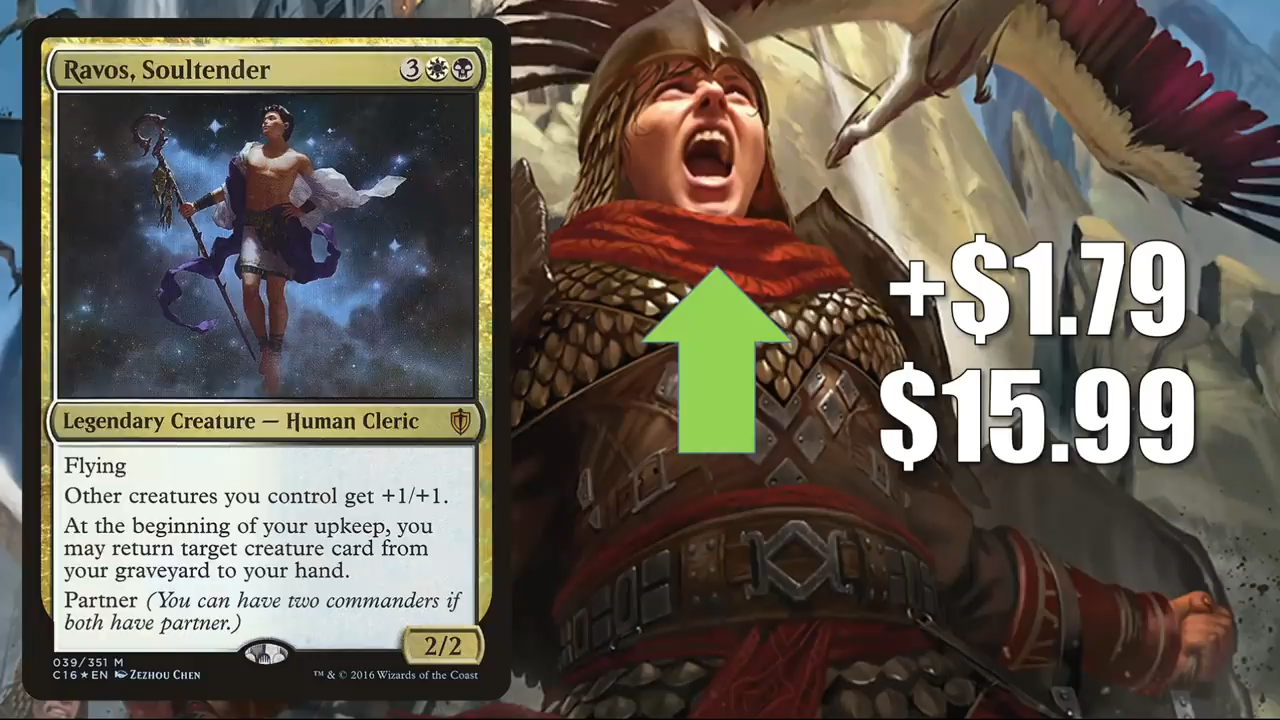 Ravos, Soultender
3
Legendary Creature — Human Cleric
Flying
Other creatures you control get +1/+1.
At the beginning of your upkeep, you
may return target creature card from
your graveyard to your hand.
Partner (You can have two commanders if
both have partner.)
2/2
039/351 M
C16★EN Zezhou Chen
™ & © 2016 Wizards of the Coast
+$1.79
$15.99